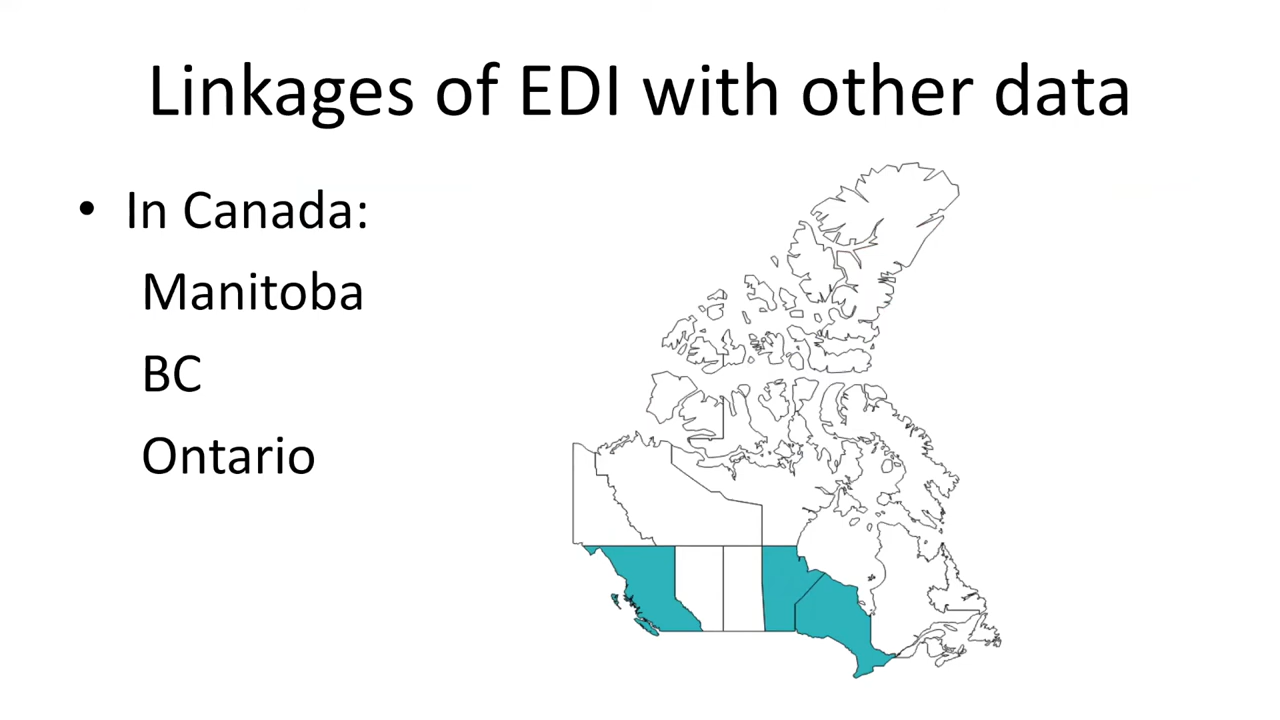 Linkages of EDI with other data
• In Canada:
Manitoba
BC
Ontario